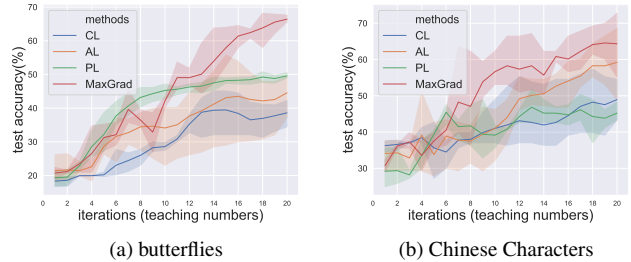 methods
CL
AL
PL
MaxGrad
test accuracy(%)
70
60
50
40
30
20
0 2 4 6 8 10 12 14 16 18 20
iterations (teaching numbers)
(a) butterflies
methods
CL
AL
PL
MaxGrad
test accuracy(%)
70
60
50
40
30
0 2 4 6 8 10 12 14 16 18 20
iterations (teaching numbers)
(b) Chinese Characters